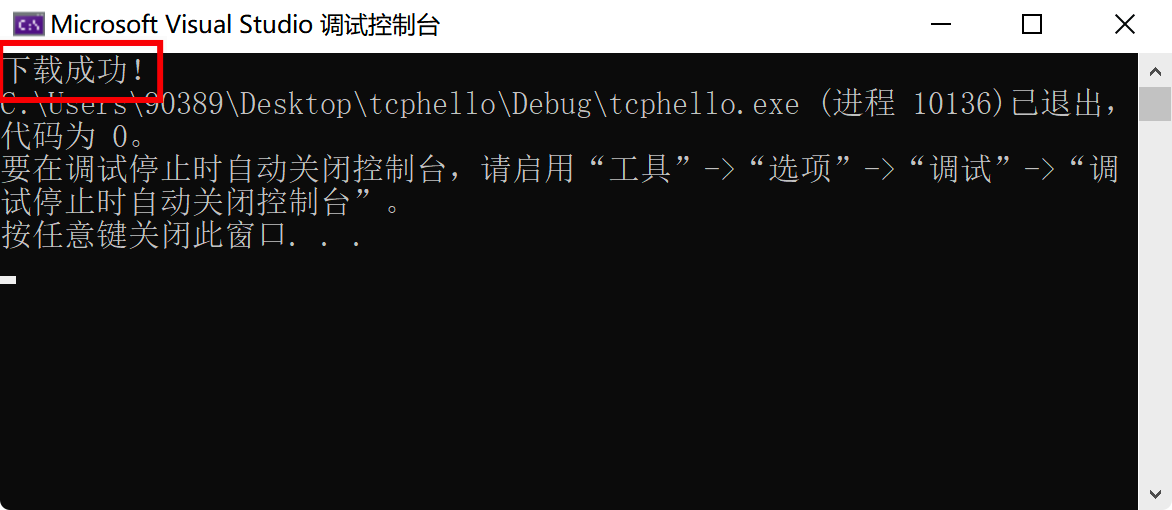 Microsoft Visual Studio 调试控制台
下载成功!
C:\Users\90389\Desktop\tcphello\Debug\tcphello.exe (进程 10136)已退出，
代码为 0。
要在调试停止时自动关闭控制台，请启用“工具”->“选项”->“调试”->“调
试停止时自动关闭控制台”。
按任意键关闭此窗口. . .